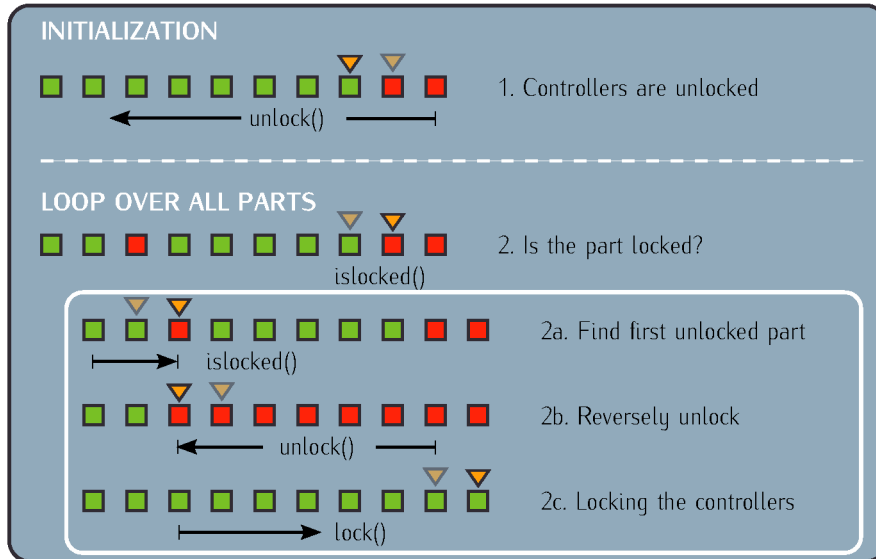 INITIALIZATION
1. Controllers are unlocked
unlock()
LOOP OVER ALL PARTS
2. Is the part locked?
islocked()
2a. Find first unlocked part
islocked()
2b. Reversely unlock
unlock()
2c. Locking the controllers
lock()